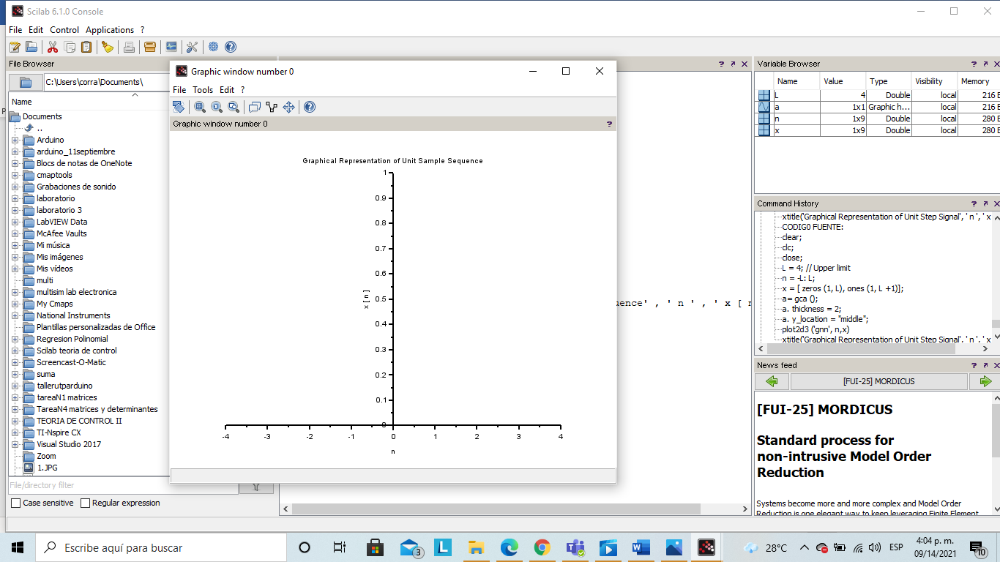 Scilab 6.1.0 Console
File Edit Control Applications ?
File Browser
C:\Users\corra\Documents\
Name
Documents
..
Arduino
arduino_11septiembre
Blocs de notas de OneNote
cmaptools
Grabaciones de sonido
laboratorio
laboratorio 3
LabVIEW Data
McAfee Vaults
Mi música
Mis imágenes
Mis vídeos
multi
multisim lab electronica
My Cmaps
National Instruments
Plantillas personalizadas de Office
Regresion Polinomial
Scilab teoria de control
Screencast-O-Matic
suma
tallerutparduino
tareaN1 matrices
TareaN4 matrices y determinantes
TEORIA DE CONTROL II
TI-Nspire CX
Visual Studio 2017
Zoom
1.JPG
File/directory filter
Case sensitive Regular expression
Graphic window number 0
File Tools Edit ?
Graphic window number 0 ?
Graphical Representation of Unit Sample Sequence
1
0.9
0.8
0.7
0.6
0.5
0.4
0.3
0.2
0.1
0
x [ n ]
-4 -3 -2 -1 0 1 2 3 4
n
uence' , ' n ' , ' x [ n
Variable Browser
Name Value Type Visibility Memory
L 4 Double local 216 B
a 1x1 Graphic h... local 216 B
n 1x9 Double local 280 B
x 1x9 Double local 280 B
Command History
xtitle('Graphical Representation of Unit Step Signal', ' n ', ' x
CODIG0 FUENTE:
clear;
clc;
close;
L = 4; // Upper limit
n = -L: L;
x = [ zeros (1, L), ones (1, L +1)];
a= gca ();
a. thickness = 2;
a. y_location = "middle";
plot2d3 ('gnn', n,x)
xtitle('Graphical Representation of Unit Step Signal', ' n ', ' x
News feed
[FUI-25] MORDICUS
[FUI-25] MORDICUS
Standard process for
non-intrusive Model Order
Reduction
Systems become more and more complex and Model Order
Reduction is one elegant way to keep leveraging Finite Element
Escribe aquí para buscar
3
28°C
ESP
4:04 p. m.
09/14/2021
10